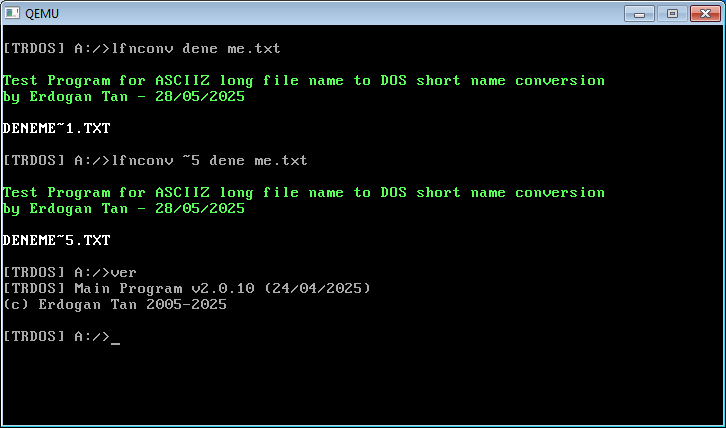 QEMU
[TRDOS] A:/>lfnconv dene me.txt
Test Program for ASCIIZ long file name to DOS short name conversion
by Erdogan Tan - 28/05/2025
DENEME~1.TXT
[TRDOS] A:/>lfnconv ~5 dene me.txt
Test Program for ASCIIZ long file name to DOS short name conversion
by Erdogan Tan - 28/05/2025
DENEME~5.TXT
[TRDOS] A:/>ver
[TRDOS] Main Program v2.0.10 (24/04/2025)
(c) Erdogan Tan 2005-2025
[TRDOS] A:/>_